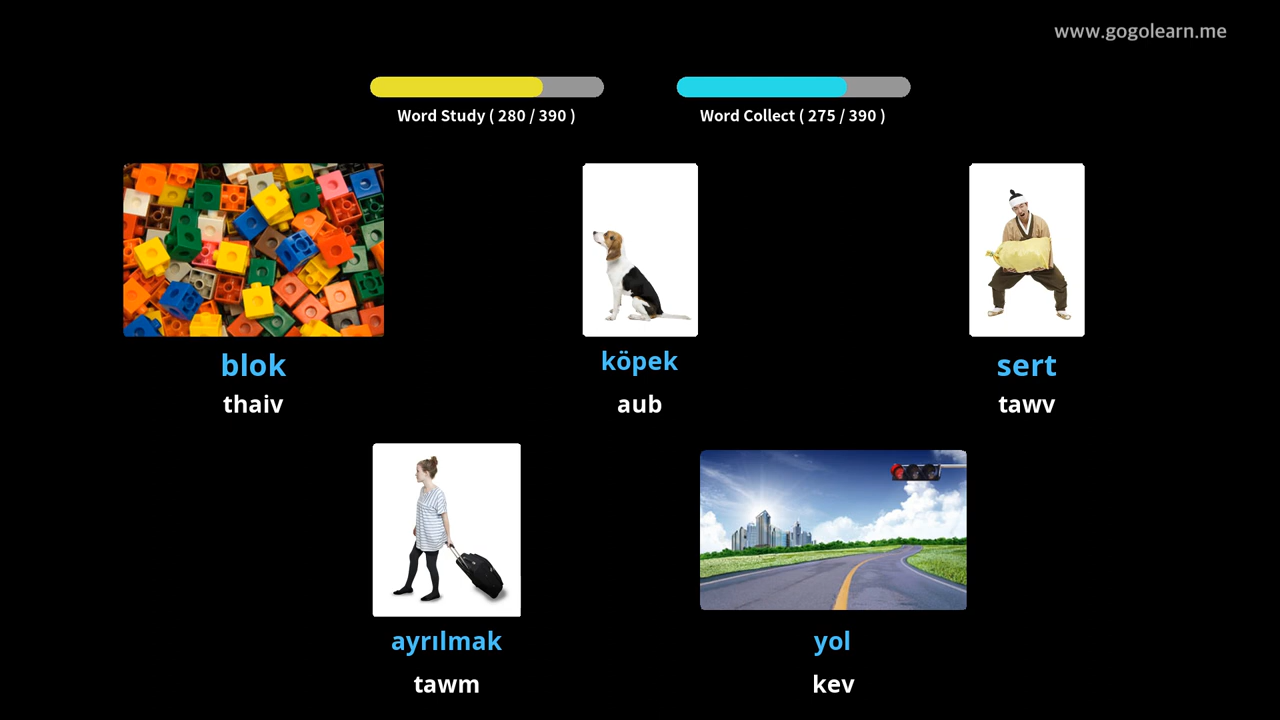 www.gogolearn.me
Word Study ( 280 / 390 )
Word Collect ( 275 / 390 )
blok
thaiv
köpek
aub
sert
tawv
ayrılmak
tawm
yol
kev